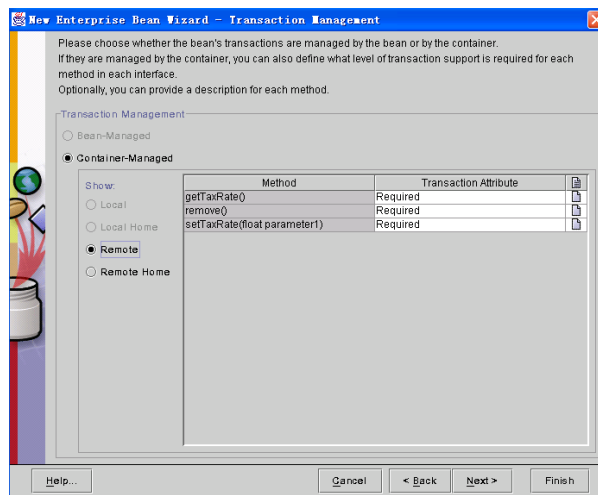 New Enterprise Bean Wizard - Transaction Management
Please choose whether the bean's transactions are managed by the bean or by the container.
If they are managed by the container, you can also define what level of transaction support is required for each
method in each interface.
Optionally, you can provide a description for each method.
Transaction Management
Bean-Managed
Container-Managed
Show:
Local
Local Home
Remote
Remote Home
Method Transaction Attribute
getTaxRate() Required
remove() Required
setTaxRate(float parameter1) Required
Help... Cancel < Back Next > Finish